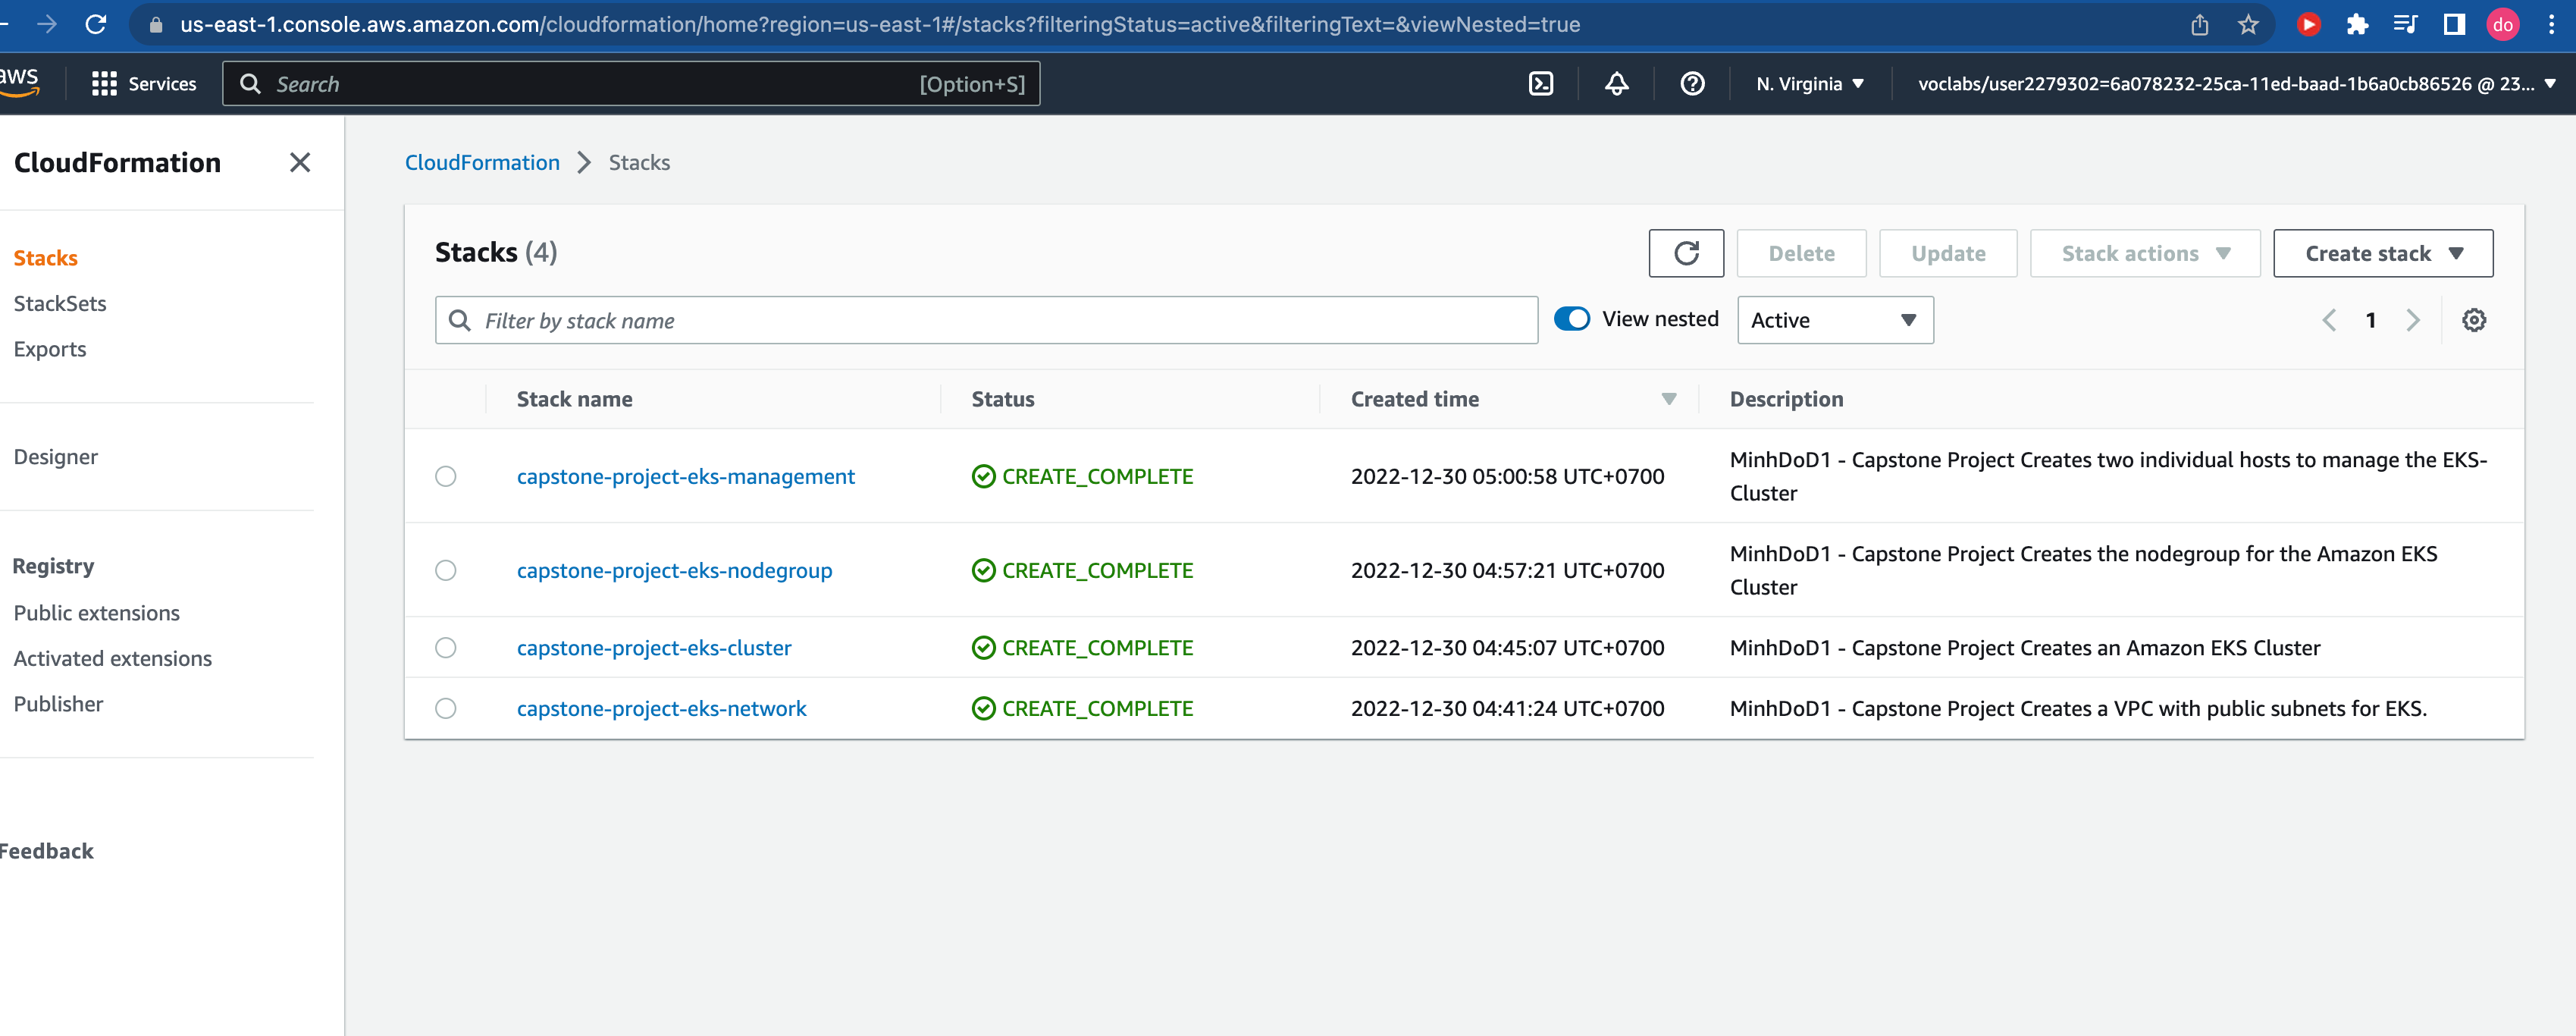 us-east-1.console.aws.amazon.com/cloudformation/home?region=us-east-1#/stacks?filteringStatus=active&filteringText=&viewNested=true
do
aws
Services
Search
[Option+S]
N. Virginia
voclabs/user2279302=6a078232-25ca-11ed-baad-1b6a0cb86526 @ 23...
CloudFormation
Stacks
StackSets
Exports
Designer
Registry
Public extensions
Activated extensions
Publisher
Feedback
CloudFormation
Stacks
Stacks (4)
Delete
Update
Stack actions
Create stack
Filter by stack name
View nested
Active
1
Stack name
Status
Created time
Description
capstone-project-eks-management
CREATE_COMPLETE
2022-12-30 05:00:58 UTC+0700
MinhDoD1 - Capstone Project Creates two individual hosts to manage the EKS-
Cluster
capstone-project-eks-nodegroup
CREATE_COMPLETE
2022-12-30 04:57:21 UTC+0700
MinhDoD1 - Capstone Project Creates the nodegroup for the Amazon EKS
Cluster
capstone-project-eks-cluster
CREATE_COMPLETE
2022-12-30 04:45:07 UTC+0700
MinhDoD1 - Capstone Project Creates an Amazon EKS Cluster
capstone-project-eks-network
CREATE_COMPLETE
2022-12-30 04:41:24 UTC+0700
MinhDoD1 - Capstone Project Creates a VPC with public subnets for EKS.